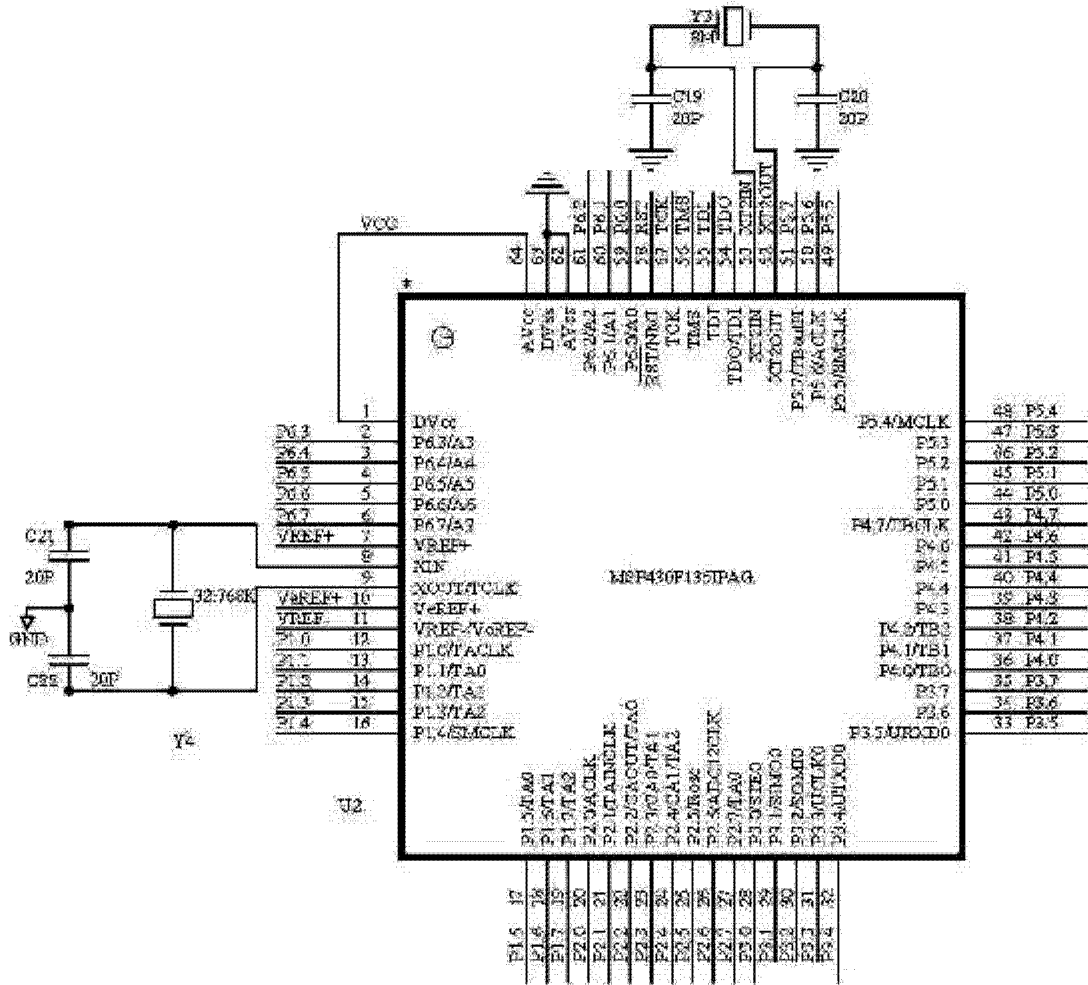 Y3
8M
C19
20P
C20
20P
VCC
64
63
62
61 P6.2
60 P6.1
59 P6.0
58 RST
57 TCK
56 TMS
55 TDI
54 TDO
53 XT2IN
52 XT2OUT
51 P5.7
50 P5.6
49 P5.5
*
AVcc
DVss
AVss
P6.2/A2
P6.1/A1
P6.0/A0
RST/NMI
TCK
TMS
TDI
TDO/TDI
XT2IN
XT2OUT
P5.6/ACLK
P5.5/SMCLK
1 DVcc
P6.3 2 P6.3/A3
P6.4 3 P6.4/A4
P6.5 4 P6.5/A5
P6.6 5 P6.6/A6
P6.7 6 P6.7/A7
VREF+ 7 VREF+
8 XIN
9 XOUT/TCLK
VeREF+ 10 VeREF+
VREF- 11 VREF-/VeREF-
P1.0 12 P1.0/TACLK
P1.1 13 P1.1/TA0
P1.2 14 P1.2/TA1
P1.3 15 P1.3/TA2
P1.4 16 P1.4/SMCLK
C21
20P
GND
20P
32.768K
Y4
U2
MSP430F135IPAG
P5.4/MCLK 48 P5.4
P5.3 47 P5.3
P5.2 46 P5.2
P5.1 45 P5.1
P5.0 44 P5.0
P4.7/TBCLK 43 P4.7
P4.6 42 P4.6
P4.5 41 P4.5
P4.4 40 P4.4
P4.3 39 P4.3
P4.2/TB2 38 P4.2
P4.1/TB1 37 P4.1
P4.0/TB0 36 P4.0
P3.7 35 P3.7
P3.6 34 P3.6
P3.5/URXD0 33 P3.5
P1.5/TA0
P1.6/TA1
P1.7/TA2
P2.0/ACLK
P2.1/TAINCLK
P2.2/CAOUT/TA0
P2.3/CA0/TA1
P2.4/CA1/TA2
P2.5/Rosc
P2.6/ADC12CLK
P2.7/TA0
P3.0/STE0
P3.1/SIMO0
P3.2/SOMI0
P3.3/UCLK0
P3.4/UTXD0
P1.5 17
P1.6 18
P1.7 19
P2.0 20
P2.1 21
P2.2 22
P2.3 23
P2.4 24
P2.5 25
P2.6 26
P2.7 27
P3.0 28
P3.1 29
P3.2 30
P3.3 31
P3.4 32